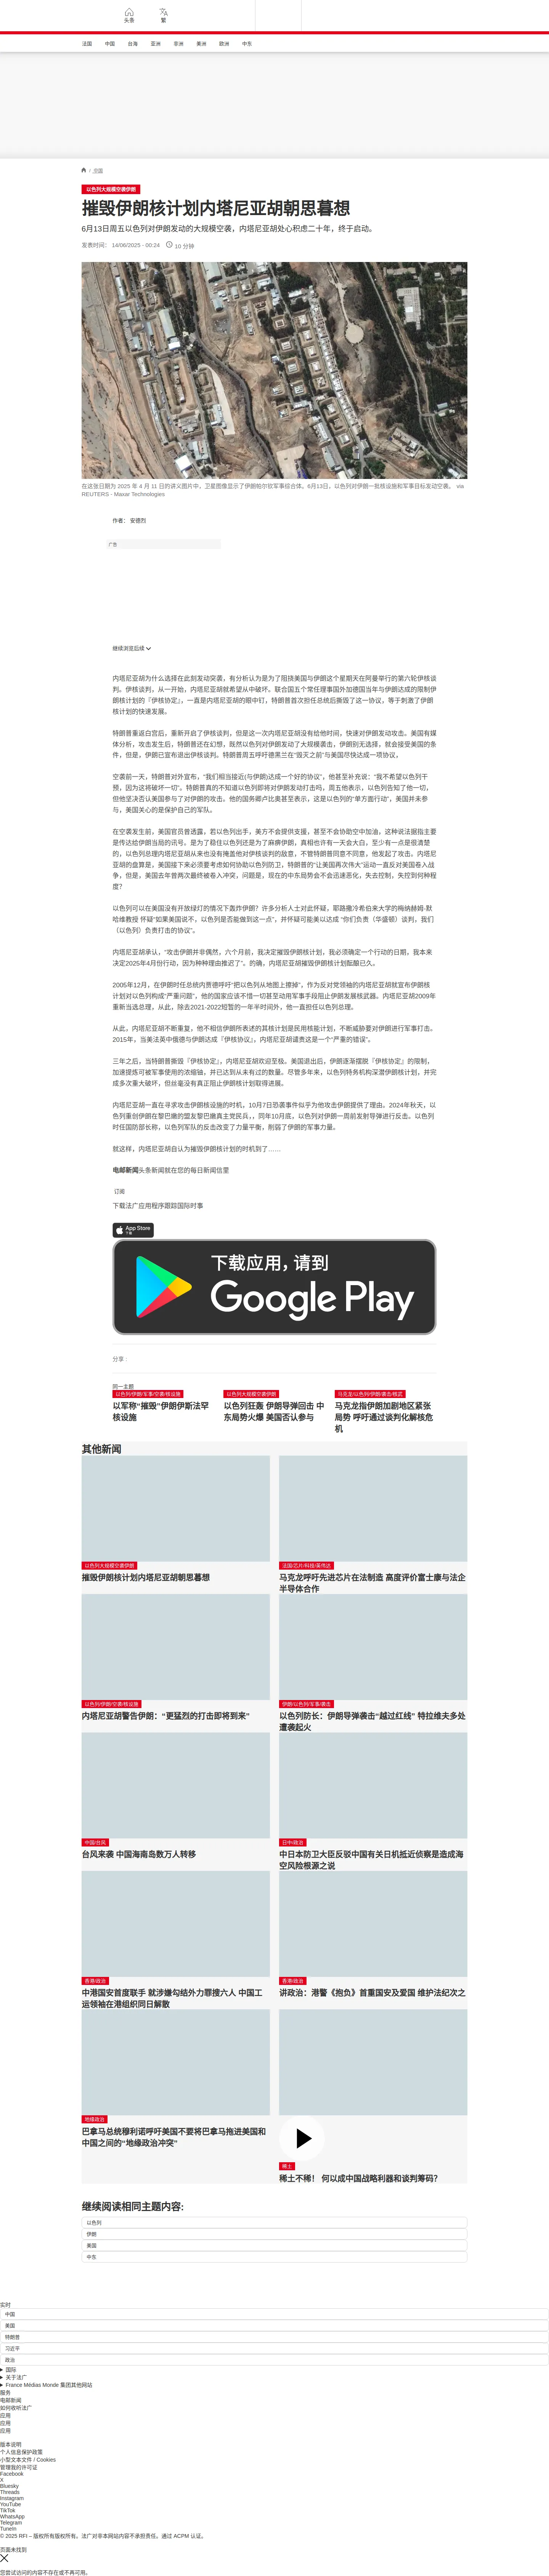 头条
繁
法国
中国
台海
亚洲
非洲
美洲
欧洲
中东
/ 中东
以色列大规模空袭伊朗
摧毁伊朗核计划内塔尼亚胡朝思暮想
6月13日周五以色列对伊朗发动的大规模空袭，内塔尼亚胡处心积虑二十年，终于启动。
发表时间： 14/06/2025 - 00:24
10 分钟
在这张日期为 2025 年 4 月 11 日的讲义图片中，卫星图像显示了伊朗帕尔钦军事综合体。6月13日，以色列对伊朗一批核设施和军事目标发动空袭。 via
REUTERS - Maxar Technologies
作者： 安德烈
广告
继续浏览后续
内塔尼亚胡为什么选择在此刻发动突袭，有分析认为是为了阻挠美国与伊朗这个星期天在阿曼举行的第六轮伊核谈
判。伊核谈判，从一开始，内塔尼亚胡就希望从中破坏。联合国五个常任理事国外加德国当年与伊朗达成的限制伊
朗核计划的『伊核协定』，一直是内塔尼亚胡的眼中钉，特朗普首次担任总统后撕毁了这一协议，等于刺激了伊朗
核计划的快速发展。
特朗普重返白宫后，重新开启了伊核谈判，但是这一次内塔尼亚胡没有给他时间，快速对伊朗发动攻击。美国有媒
体分析，攻击发生后，特朗普还在幻想，既然以色列对伊朗发动了大规模袭击，伊朗别无选择，就会接受美国的条
件，但是，伊朗已宣布退出伊核谈判。特朗普周五呼吁德黑兰在“毁灭之前”与美国尽快达成一项协议。
空袭前一天，特朗普对外宣布，“我们相当接近(与伊朗)达成一个好的协议”，他甚至补充说：“我不希望以色列干
预，因为这将破坏一切”。特朗普真的不知道以色列即将对伊朗发动打击吗，周五他表示，以色列告知了他一切，
但他坚决否认美国参与了对伊朗的攻击。他的国务卿卢比奥甚至表示，这是以色列的“单方面行动”，美国并未参
与，美国关心的是保护自己的军队。
在空袭发生前，美国官员曾透露，若以色列出手，美方不会提供支援，甚至不会协助空中加油，这种说法据指主要
是传达给伊朗当局的讯号。是为了稳住以色列还是为了麻痹伊朗，真相也许有一天会大白，至少有一点是很清楚
的，以色列总理内塔尼亚胡从来也没有掩盖他对伊核谈判的敌意，不管特朗普同意不同意，他发起了攻击。内塔尼
亚胡的盘算是，美国接下来必须要考虑如何协助以色列防卫，特朗普的“让美国再次伟大”运动一直反对美国卷入战
争，但是，美国去年曾两次最终被卷入冲突，问题是，现在的中东局势会不会迅速恶化，失去控制，失控到何种程
度？
以色列可以在美国没有开放绿灯的情况下轰炸伊朗？许多分析人士对此怀疑，耶路撒冷希伯来大学的梅纳赫姆-默
哈维教授 怀疑“如果美国说不，以色列是否能做到这一点”，并怀疑可能美以达成 “你们负责（华盛顿）谈判，我们
（以色列）负责打击的协议”。
内塔尼亚胡承认，“攻击伊朗并非偶然，六个月前，我决定摧毁伊朗核计划，我必须确定一个行动的日期，我本来
决定2025年4月份行动，因为种种理由推迟了”。的确，内塔尼亚胡摧毁伊朗核计划酝酿已久。
2005年12月，在伊朗时任总统内贾德呼吁“把以色列从地图上擦掉”，作为反对党领袖的内塔尼亚胡就宣布伊朗核
计划对以色列构成“严重问题”，他的国家应该不惜一切甚至动用军事手段阻止伊朗发展核武器。内塔尼亚胡2009年
重新当选总理，从此，除去2021-2022短暂的一年半时间外，他一直担任以色列总理。
从此，内塔尼亚胡不断重复，他不相信伊朗所表述的其核计划是民用核能计划，不断威胁要对伊朗进行军事打击。
2015年，当美法英中俄德与伊朗达成『伊核协议』，内塔尼亚胡谴责这是一个“严重的错误”。
三年之后，当特朗普撕毁『伊核协定』，内塔尼亚胡欢迎至极。美国退出后，伊朗逐渐摆脱『伊核协定』的限制，
加速提炼可被军事使用的浓缩铀，并已达到从未有过的数量。尽管多年来，以色列特务机构深潜伊朗核计划，并完
成多次重大破坏，但丝毫没有真正阻止伊朗核计划取得进展。
内塔尼亚胡一直在寻求攻击伊朗核设施的时机，10月7日恐袭事件似乎为他攻击伊朗提供了理由。2024年秋天，以
色列重创伊朗在黎巴嫩的盟友黎巴嫩真主党民兵，，同年10月底，以色列对伊朗一周前发射导弹进行反击。以色列
时任国防部长称，以色列军队的反击改变了力量平衡，削弱了伊朗的军事力量。
就这样，内塔尼亚胡自认为摧毁伊朗核计划的时机到了……
电邮新闻头条新闻就在您的每日新闻信里
订阅
下载法广应用程序跟踪国际时事
App Store
下载
下载应用，请到
Google Play
分享 :
同一主题
以色列/伊朗/军事/空袭/核设施
以军称“摧毁”伊朗伊斯法罕
核设施
以色列大规模空袭伊朗
以色列狂轰 伊朗导弹回击 中
东局势火爆 美国否认参与
马克龙/以色列/伊朗/袭击/核武
马克龙指伊朗加剧地区紧张
局势 呼吁通过谈判化解核危
机
其他新闻
以色列大规模空袭伊朗
摧毁伊朗核计划内塔尼亚胡朝思暮想
法国/芯片/科技/英伟达
马克龙呼吁先进芯片在法制造 高度评价富士康与法企
半导体合作
以色列/伊朗/空袭/核设施
内塔尼亚胡警告伊朗：“更猛烈的打击即将到来”
伊朗/以色列/军事/袭击
以色列防长：伊朗导弹袭击“越过红线” 特拉维夫多处
遭袭起火
中国/台风
台风来袭 中国海南岛数万人转移
日中/政治
中日本防卫大臣反驳中国有关日机抵近侦察是造成海
空风险根源之说
香港/政治
中港国安首度联手 就涉嫌勾结外力罪搜六人 中国工
运领袖在港组织同日解散
香港/政治
讲政治：港警《抱负》首重国安及爱国 维护法纪次之
地缘政治
巴拿马总统穆利诺呼吁美国不要将巴拿马拖进美国和
中国之间的“地缘政治冲突”
稀土
稀土不稀！ 何以成中国战略利器和谈判筹码？
继续阅读相同主题内容:
以色列
伊朗
美国
中东
实时
中国
美国
特朗普
习近平
政治
国际
关于法广
France Médias Monde 集团其他网站
服务
电邮新闻
如何收听法广
应用
应用
应用
版本说明
个人信息保护政策
小型文本文件 / Cookies
管理我的许可证
Facebook
X
Bluesky
Threads
Instagram
YouTube
TikTok
WhatsApp
Telegram
TuneIn
© 2025 RFI – 版权所有版权所有。法广对非本网站内容不承担责任。通过 ACPM 认证。
页面未找到
您尝试访问的内容不存在或不再可用。